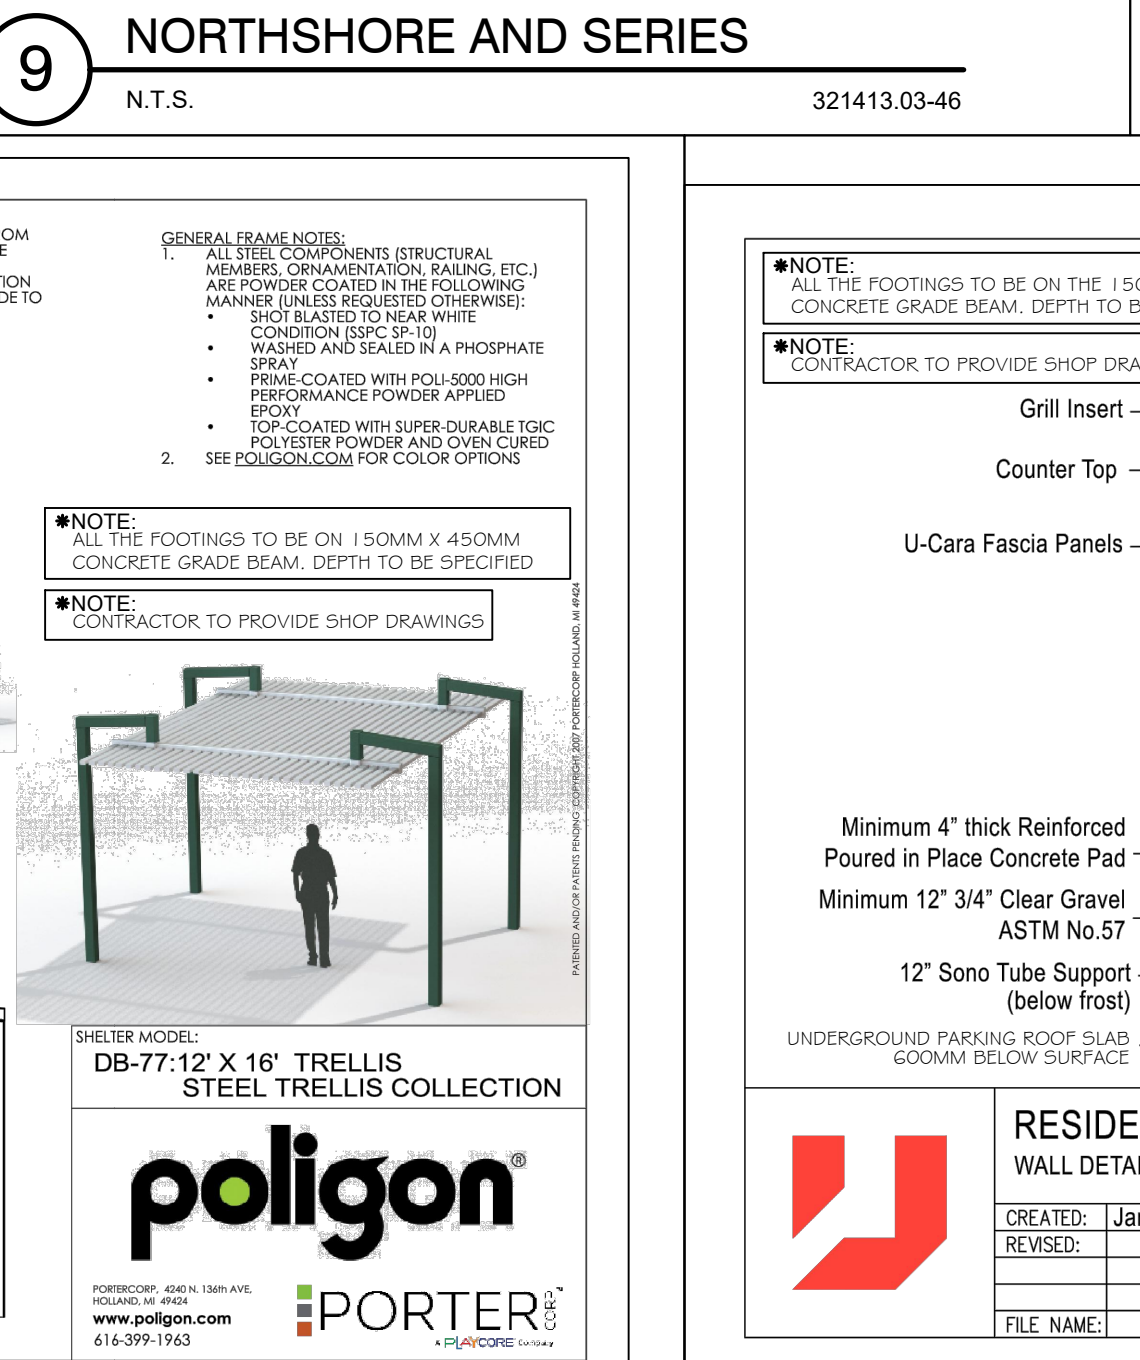 9
NORTHSHORE AND SERIES
N.T.S.
321413.03-46
OM
E
TION
DE TO
GENERAL FRAME NOTES:
1. ALL STEEL COMPONENTS (STRUCTURAL
MEMBERS, ORNAMENTATION, RAILING, ETC.)
ARE POWDER COATED IN THE FOLLOWING
MANNER (UNLESS REQUESTED OTHERWISE):
• SHOT BLASTED TO NEAR WHITE
CONDITION (SSPC SP-10)
• WASHED AND SEALED IN A PHOSPHATE
SPRAY
• PRIME-COATED WITH POLI-5000 HIGH
PERFORMANCE POWDER APPLIED
EPOXY
• TOP-COATED WITH SUPER-DURABLE TGIC
POLYESTER POWDER AND OVEN CURED
2. SEE POLIGON.COM FOR COLOR OPTIONS
✱NOTE:
ALL THE FOOTINGS TO BE ON 150MM X 450MM
CONCRETE GRADE BEAM. DEPTH TO BE SPECIFIED
✱NOTE:
CONTRACTOR TO PROVIDE SHOP DRAWINGS
PATENTED AND/OR PATENTS PENDING COPYRIGHT 2007 PORTERCORP HOLLAND, MI 49424
SHELTER MODEL:
DB-77:12' X 16' TRELLIS
STEEL TRELLIS COLLECTION
poligon®
PORTERCORP, 4240 N. 136th AVE,
HOLLAND, MI 49424
www.poligon.com
616-399-1963
PORTER CORP
A PLAYCORE Company
✱NOTE:
ALL THE FOOTINGS TO BE ON THE 150
CONCRETE GRADE BEAM. DEPTH TO B
✱NOTE:
CONTRACTOR TO PROVIDE SHOP DRA
Grill Insert
Counter Top
U-Cara Fascia Panels
Minimum 4” thick Reinforced
Poured in Place Concrete Pad
Minimum 12” 3/4” Clear Gravel
ASTM No.57
12” Sono Tube Support
(below frost)
UNDERGROUND PARKING ROOF SLAB
600MM BELOW SURFACE
RESIDE
WALL DETAI
CREATED: Jan
REVISED:
FILE NAME: